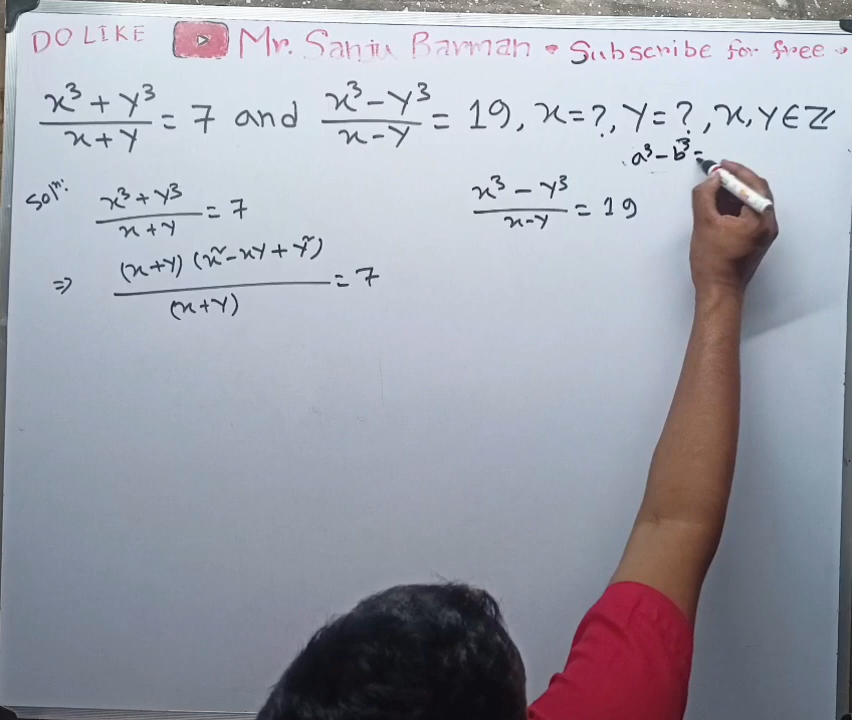 DO LIKE Mr. Sanju Barman • Subscribe for free •
x³ + y³ / x + y = 7 and x³ - y³ / x - y = 19, x = ?, y = ?, x, y ∈ ℤ
a³ - b³ =
Solⁿ: x³ + y³ / x + y = 7
x³ - y³ / x - y = 19
⇒ (x+y) (x² - xy + y²) / (x+y) = 7